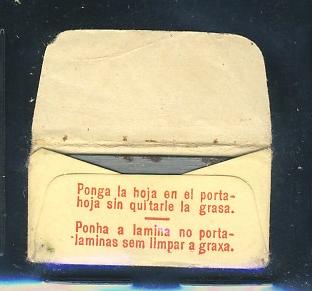 Ponga la hoja en el porta-
hoja sin quitarle la grasa.
Ponha a lamina no porta-
-laminas sem limpar a graxa.